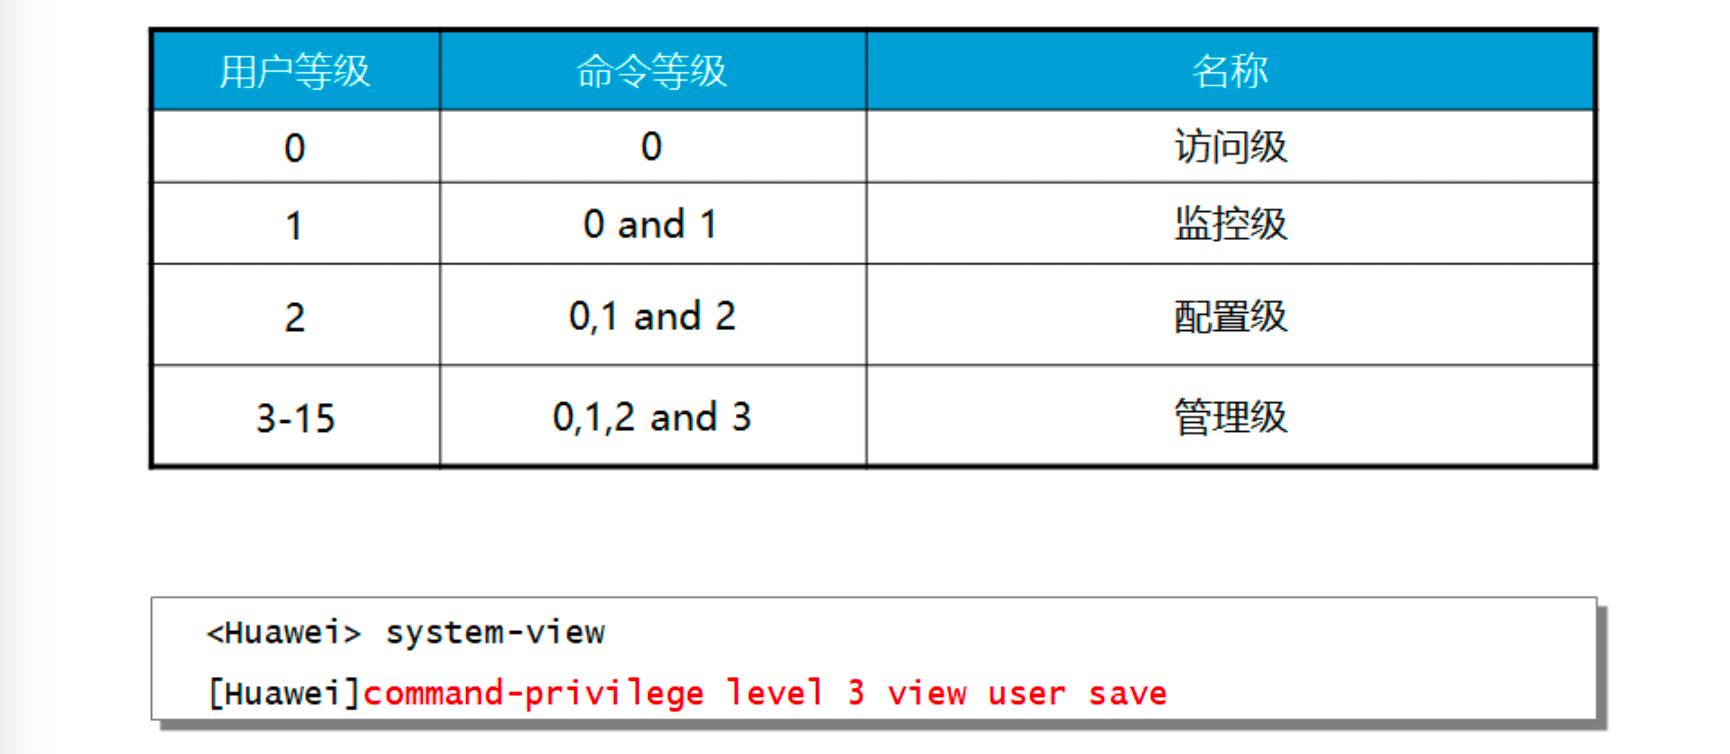 用户等级 命令等级 名称
0 0 访问级
1 0 and 1 监控级
2 0,1 and 2 配置级
3-15 0,1,2 and 3 管理级
<Huawei> system-view
[Huawei]command-privilege level 3 view user save